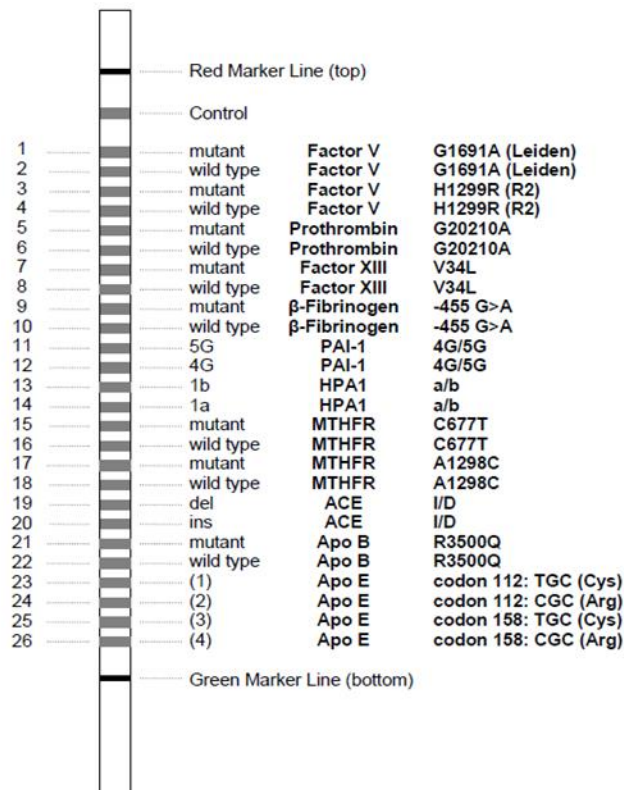 Red Marker Line (top)
Control
1 mutant Factor V G1691A (Leiden)
2 wild type Factor V G1691A (Leiden)
3 mutant Factor V H1299R (R2)
4 wild type Factor V H1299R (R2)
5 mutant Prothrombin G20210A
6 wild type Prothrombin G20210A
7 mutant Factor XIII V34L
8 wild type Factor XIII V34L
9 mutant β-Fibrinogen -455 G>A
10 wild type β-Fibrinogen -455 G>A
11 5G PAI-1 4G/5G
12 4G PAI-1 4G/5G
13 1b HPA1 a/b
14 1a HPA1 a/b
15 mutant MTHFR C677T
16 wild type MTHFR C677T
17 mutant MTHFR A1298C
18 wild type MTHFR A1298C
19 del ACE I/D
20 ins ACE I/D
21 mutant Apo B R3500Q
22 wild type Apo B R3500Q
23 (1) Apo E codon 112: TGC (Cys)
24 (2) Apo E codon 112: CGC (Arg)
25 (3) Apo E codon 158: TGC (Cys)
26 (4) Apo E codon 158: CGC (Arg)
Green Marker Line (bottom)